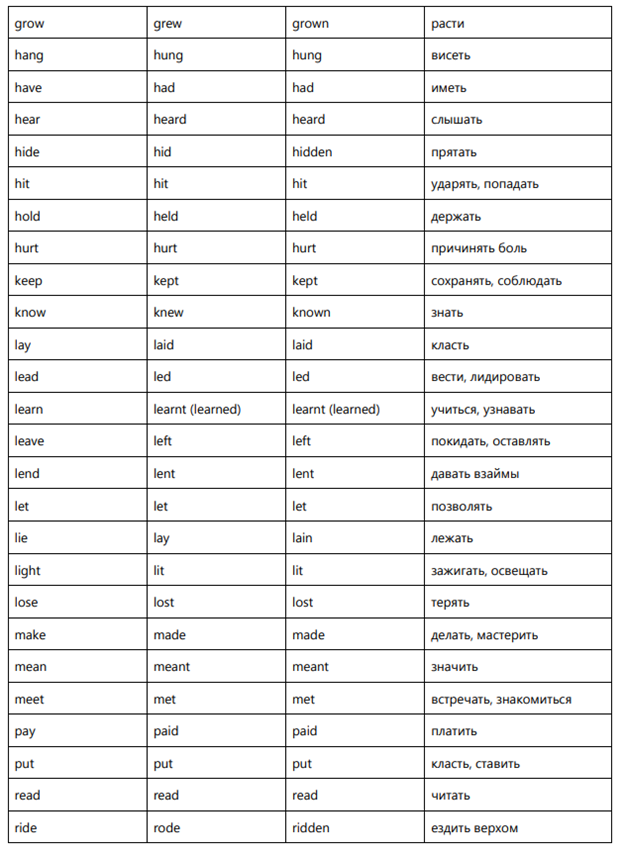 grow grew grown расти
hang hung hung висеть
have had had иметь
hear heard heard слышать
hide hid hidden прятать
hit hit hit ударять, попадать
hold held held держать
hurt hurt hurt причинять боль
keep kept kept сохранять, соблюдать
know knew known знать
lay laid laid класть
lead led led вести, лидировать
learn learnt (learned) learnt (learned) учиться, узнавать
leave left left покидать, оставлять
lend lent lent давать взаймы
let let let позволять
lie lay lain лежать
light lit lit зажигать, освещать
lose lost lost терять
make made made делать, мастерить
mean meant meant значить
meet met met встречать, знакомиться
pay paid paid платить
put put put класть, ставить
read read read читать
ride rode ridden ездить верхом